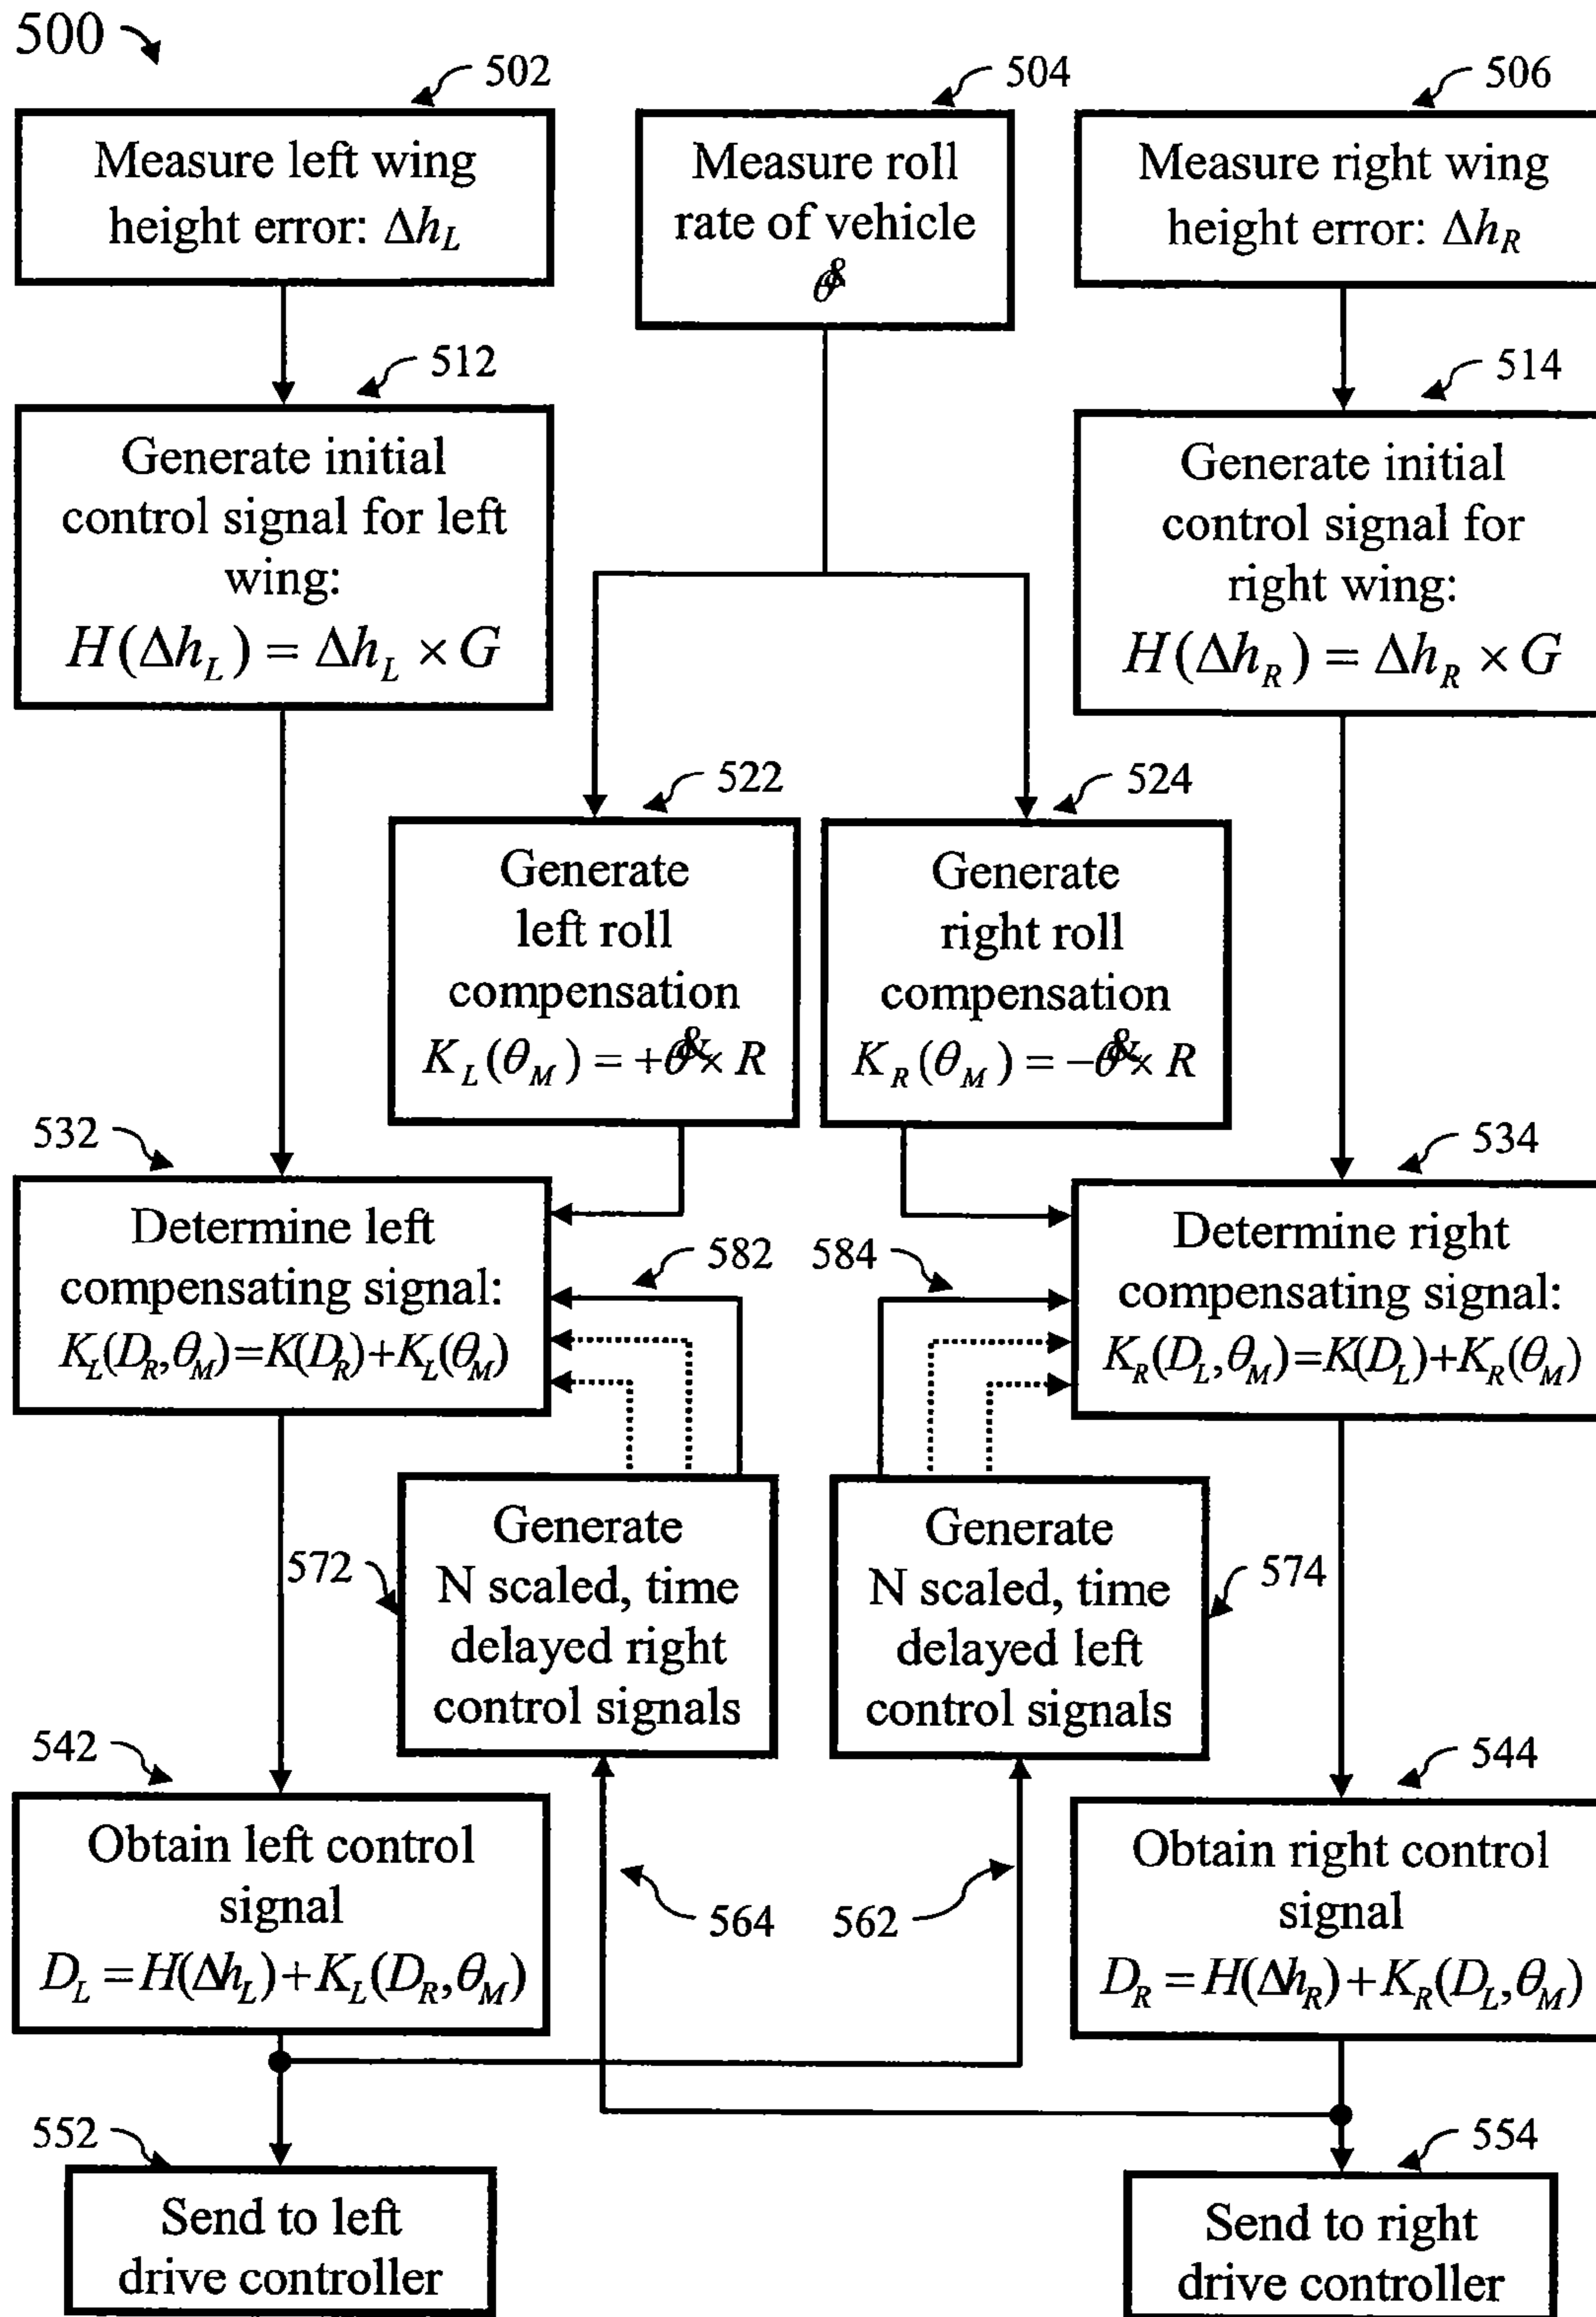 500
502
Measure left wing
height error: Δh_L
504
Measure roll
rate of vehicle
θ&
506
Measure right wing
height error: Δh_R
512
Generate initial
control signal for left
wing:
H(Δh_L) = Δh_L × G
514
Generate initial
control signal for
right wing:
H(Δh_R) = Δh_R × G
522
Generate
left roll
compensation
K_L(θ_M) = +θ& × R
524
Generate
right roll
compensation
K_R(θ_M) = −θ& × R
532
Determine left
compensating signal:
K_L(D_R,θ_M)=K(D_R)+K_L(θ_M)
534
Determine right
compensating signal:
K_R(D_L,θ_M)=K(D_L)+K_R(θ_M)
582
584
572
Generate
N scaled, time
delayed right
control signals
574
Generate
N scaled, time
delayed left
control signals
542
Obtain left control
signal
D_L=H(Δh_L)+K_L(D_R,θ_M)
564
562
544
Obtain right control
signal
D_R=H(Δh_R)+K_R(D_L,θ_M)
552
Send to left
drive controller
554
Send to right
drive controller